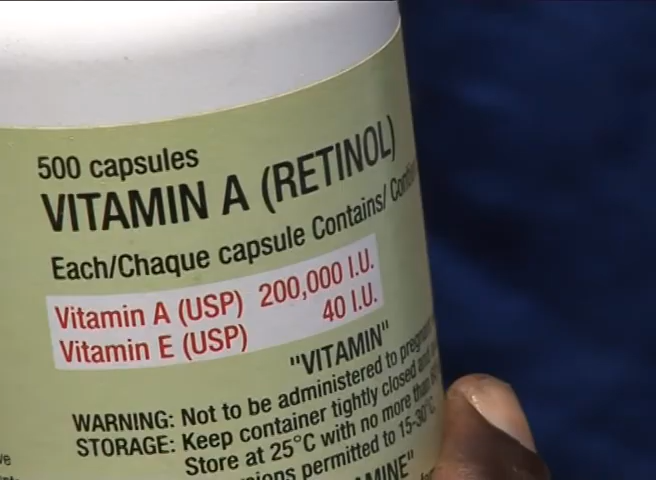 500 capsules
VITAMIN A (RETINOL)
Each/Chaque capsule Contains/
Vitamin A (USP) 200,000 I.U.
Vitamin E (USP) 40 I.U.
"VITAMIN"
WARNING: Not to be administered to
STORAGE: Keep container tightly closed
Store at 25°C with no more than
permitted to 15-30°C